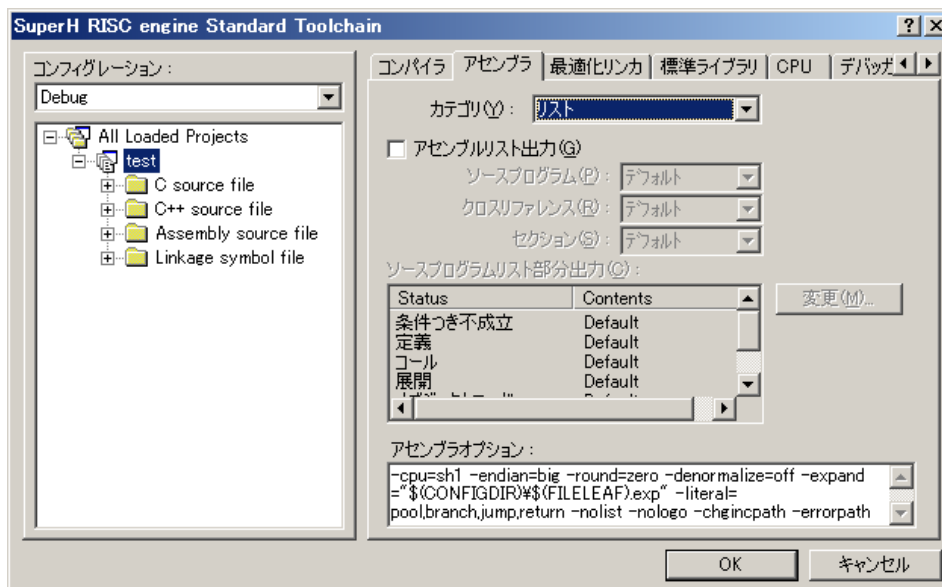 SuperH RISC engine Standard Toolchain
コンフィグレーション :
Debug
All Loaded Projects
test
C source file
C++ source file
Assembly source file
Linkage symbol file
コンパイラ アセンブラ 最適化リンカ 標準ライブラリ CPU デバッガ
カテゴリ(Y) : リスト
アセンブルリスト出力(G)
ソースプログラム(P) : デフォルト
クロスリファレンス(R) : デフォルト
セクション(S) : デフォルト
ソースプログラムリスト部分出力(C) :
Status Contents
条件つき不成立 Default
定義 Default
コール Default
展開 Default
変更(M)...
アセンブラオプション :
-cpu=sh1 -endian=big -round=zero -denormalize=off -expand
="$(CONFIGDIR)¥$(FILELEAF).exp" -literal=
pool,branch,jump,return -nolist -nologo -chgincpath -errorpath
OK キャンセル